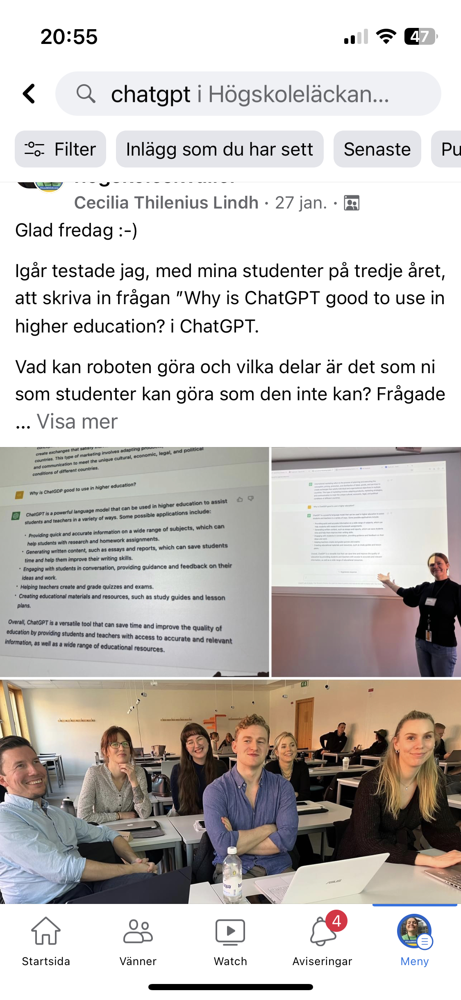 20:55
47
chatgpt i Högskoleläckan...
Filter
Inlägg som du har sett
Senaste
Pu
Cecilia Thilenius Lindh · 27 jan. ·
Glad fredag :-)
Igår testade jag, med mina studenter på tredje året,
att skriva in frågan ”Why is ChatGPT good to use in
higher education? i ChatGPT.
Vad kan roboten göra och vilka delar är det som ni
som studenter kan göra som den inte kan? Frågade
... Visa mer
create exchanges that satisfy
countries. This type of marketing involves adapting
and communication to meet the unique cultural, economic, legal, and political
conditions of different countries.
Why is ChatGDP good to use in higher education?
ChatGPT is a powerful language model that can be used in higher education to assist
students and teachers in a variety of ways. Some possible applications include:
• Providing quick and accurate information on a wide range of subjects, which can
help students with research and homework assignments.
• Generating written content, such as essays and reports, which can save students
time and help them improve their writing skills.
• Engaging with students in conversation, providing guidance and feedback on their
ideas and work.
• Helping teachers create and grade quizzes and exams.
• Creating educational materials and resources, such as study guides and lesson
plans.
Overall, ChatGPT is a versatile tool that can save time and improve the quality of
education by providing students and teachers with access to accurate and relevant
information, as well as a wide range of educational resources.
ASUS
4
Startsida
Vänner
Watch
Aviseringar
Meny